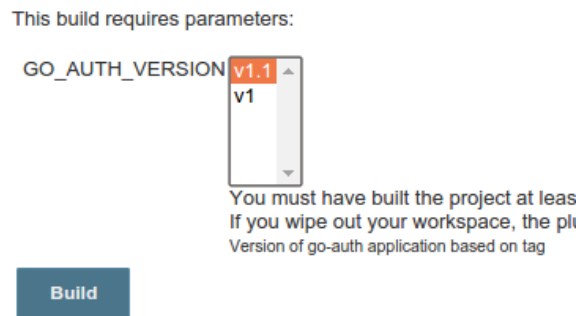 This build requires parameters:
GO_AUTH_VERSION
v1.1
v1
You must have built the project at leas
If you wipe out your workspace, the plu
Version of go-auth application based on tag
Build